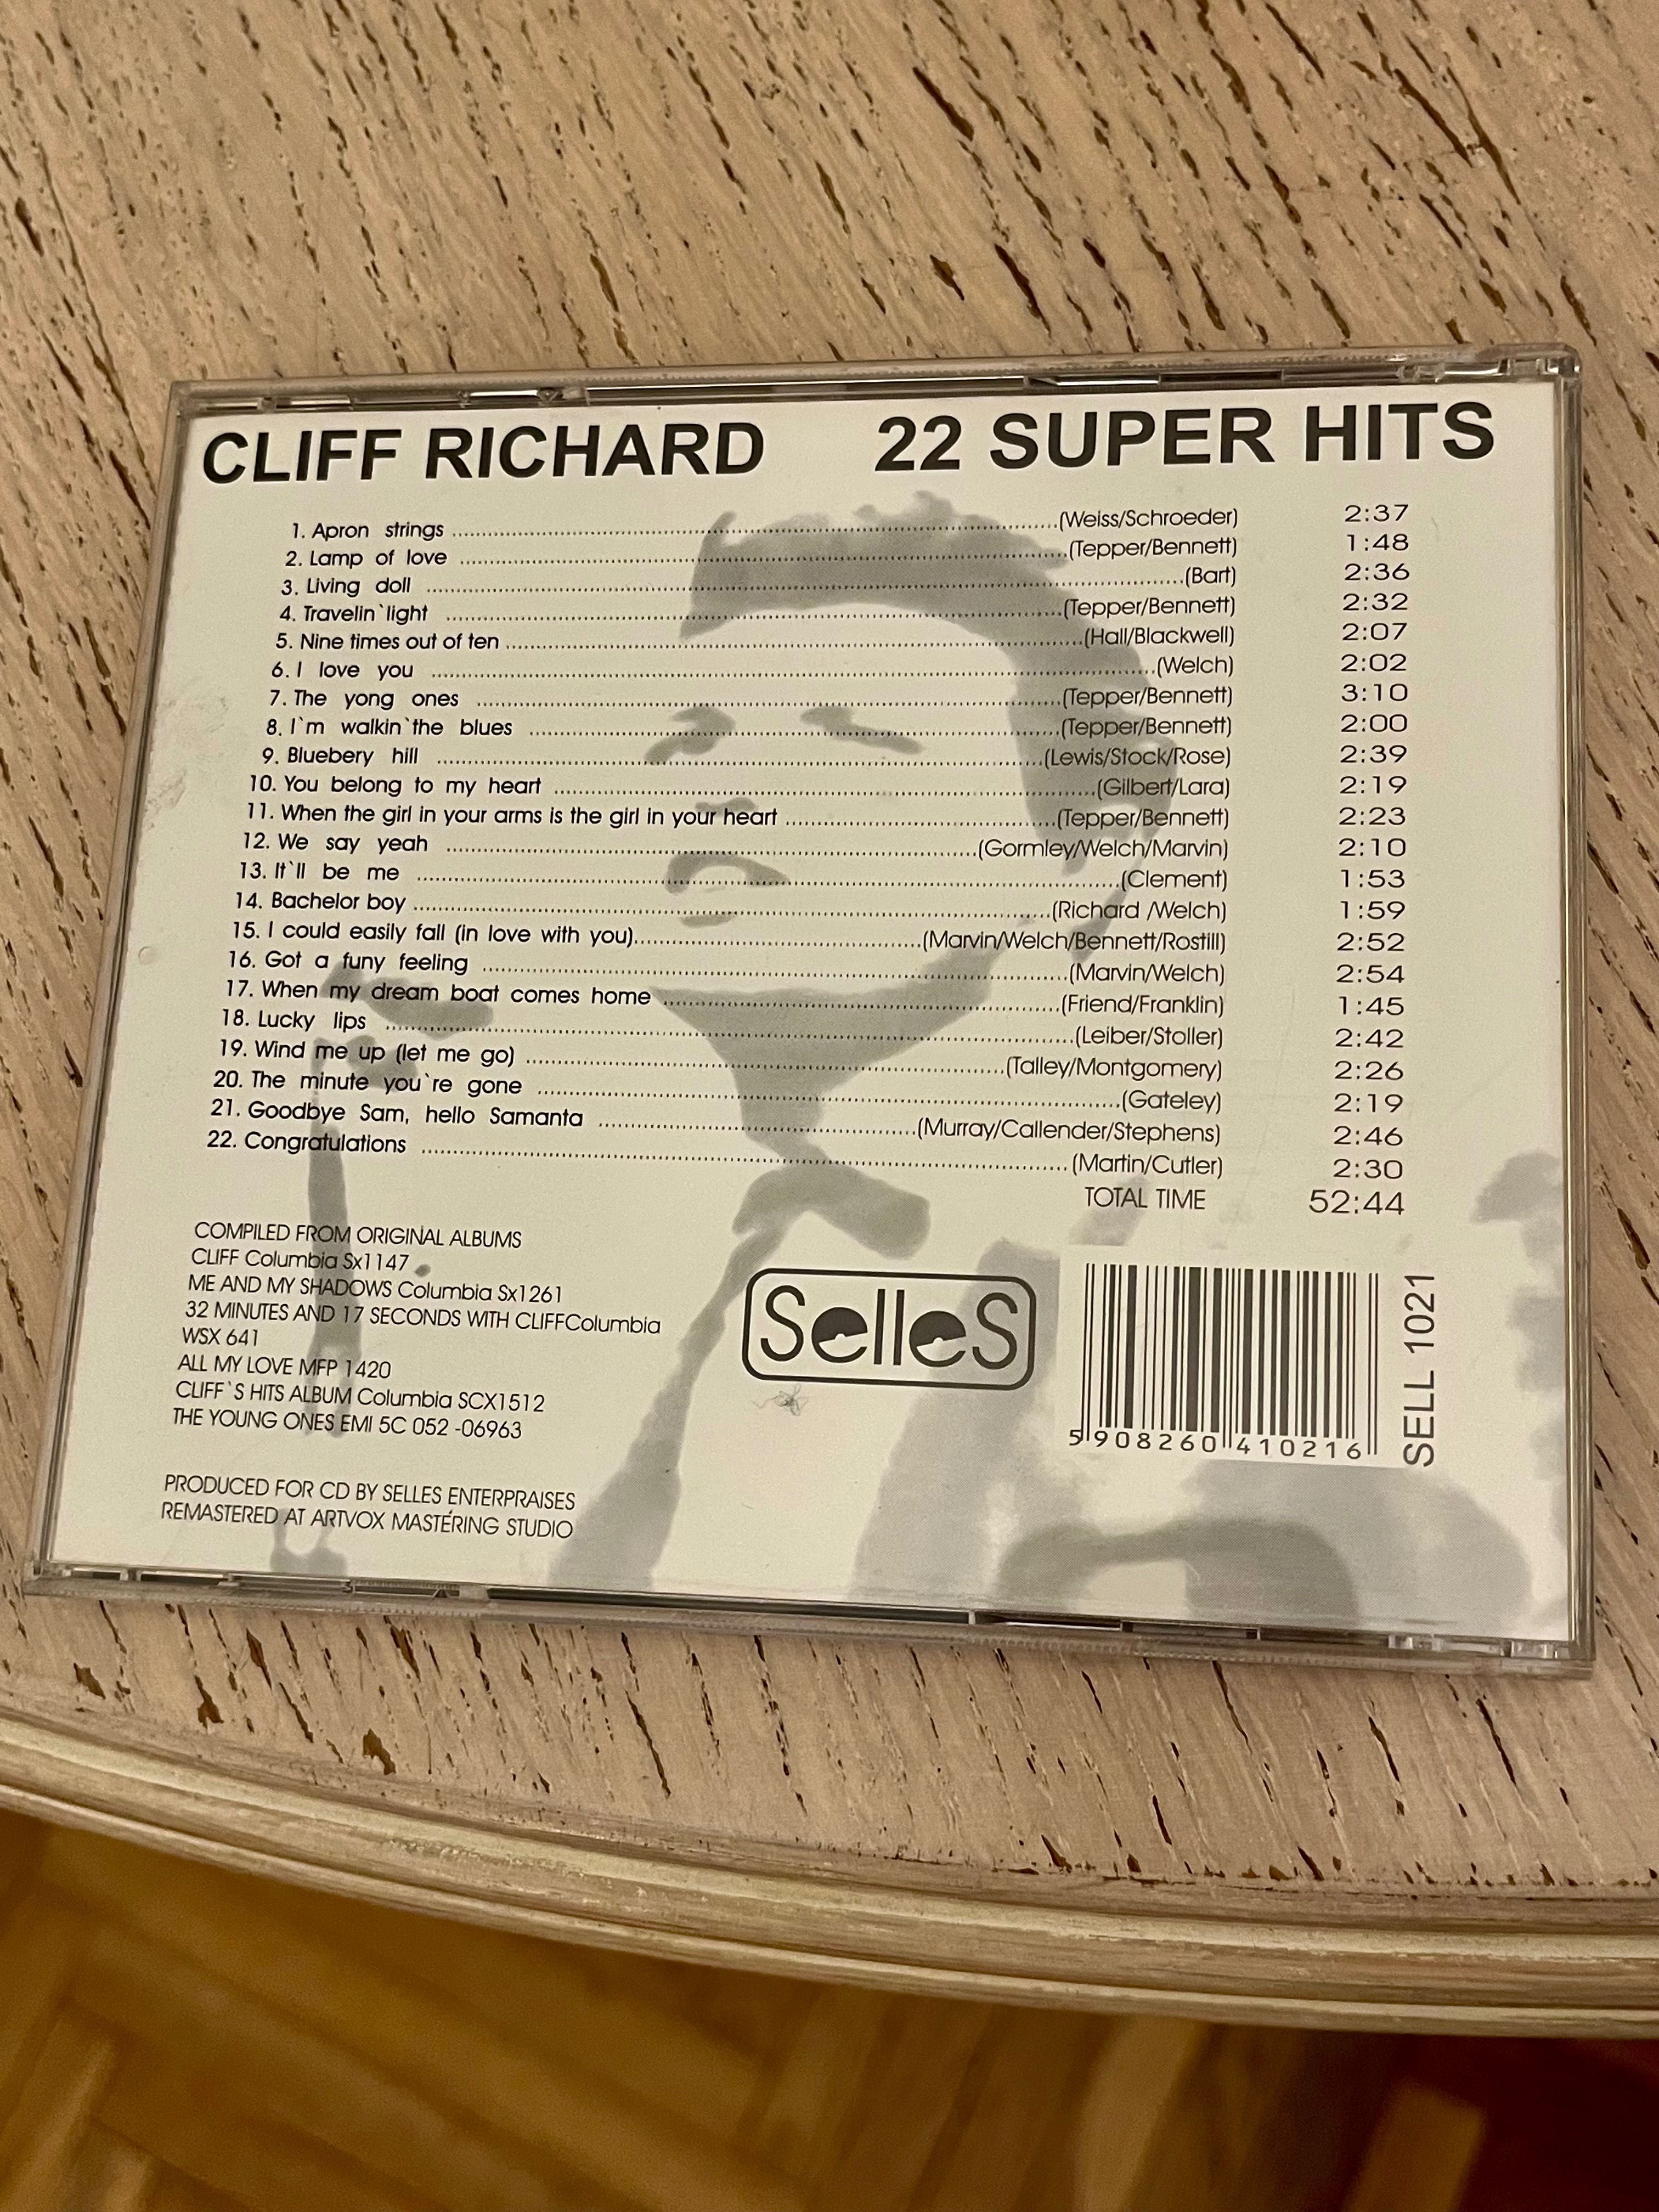 CLIFF RICHARD 22 SUPER HITS
1. Apron strings ..........(Weiss/Schroeder) 2:37
2. Lamp of love ..........(Tepper/Bennett) 1:48
3. Living doll ..........(Bart) 2:36
4. Travelin`light ..........(Tepper/Bennett) 2:32
5. Nine times out of ten ..........(Hall/Blackwell) 2:07
6. I love you ..........(Welch) 2:02
7. The yong ones ..........(Tepper/Bennett) 3:10
8. I`m walkin`the blues ..........(Tepper/Bennett) 2:00
9. Bluebery hill ..........(Lewis/Stock/Rose) 2:39
10. You belong to my heart ..........(Gilbert/Lara) 2:19
11. When the girl in your arms is the girl in your heart ..........(Tepper/Bennett) 2:23
12. We say yeah ..........(Gormley/Welch/Marvin) 2:10
13. It`ll be me ..........(Clement) 1:53
14. Bachelor boy ..........(Richard /Welch) 1:59
15. I could easily fall (in love with you)..........(Marvin/Welch/Bennett/Rostill) 2:52
16. Got a funy feeling ..........(Marvin/Welch) 2:54
17. When my dream boat comes home ..........(Friend/Franklin) 1:45
18. Lucky lips ..........(Leiber/Stoller) 2:42
19. Wind me up (let me go) ..........(Talley/Montgomery) 2:26
20. The minute you`re gone ..........(Gateley) 2:19
21. Goodbye Sam, hello Samanta ..........(Murray/Callender/Stephens) 2:46
22. Congratulations ..........(Martin/Cutler) 2:30
TOTAL TIME 52:44
COMPILED FROM ORIGINAL ALBUMS
CLIFF Columbia Sx1147
ME AND MY SHADOWS Columbia Sx1261
32 MINUTES AND 17 SECONDS WITH CLIFFColumbia
WSX 641
ALL MY LOVE MFP 1420
CLIFF`S HITS ALBUM Columbia SCX1512
THE YOUNG ONES EMI 5C 052 -06963
PRODUCED FOR CD BY SELLES ENTERPRAISES
REMASTERED AT ARTVOX MASTERING STUDIO
SelleS
5 908260 410216
SELL 1021